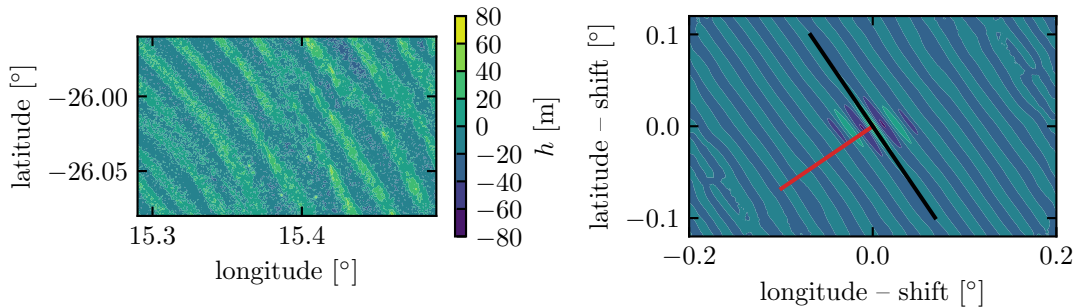 latitude [°]
−26.00
−26.05
15.3 15.4
longitude [°]
80
60
40
20
0
−20
−40
−60
−80
h [m]
latitude – shift [°]
0.1
0.0
−0.1
−0.2 0.0 0.2
longitude – shift [°]